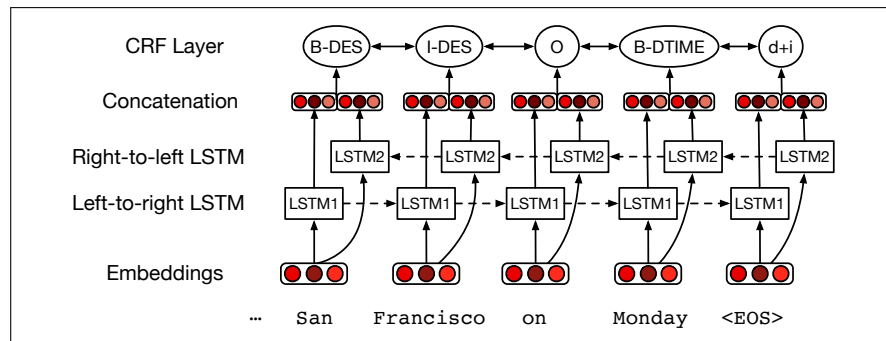 CRF Layer B-DES I-DES O B-DTIME d+i
Concatenation
Right-to-left LSTM LSTM2 LSTM2 LSTM2 LSTM2 LSTM2
Left-to-right LSTM LSTM1 LSTM1 LSTM1 LSTM1 LSTM1
Embeddings
… San Francisco on Monday <EOS>